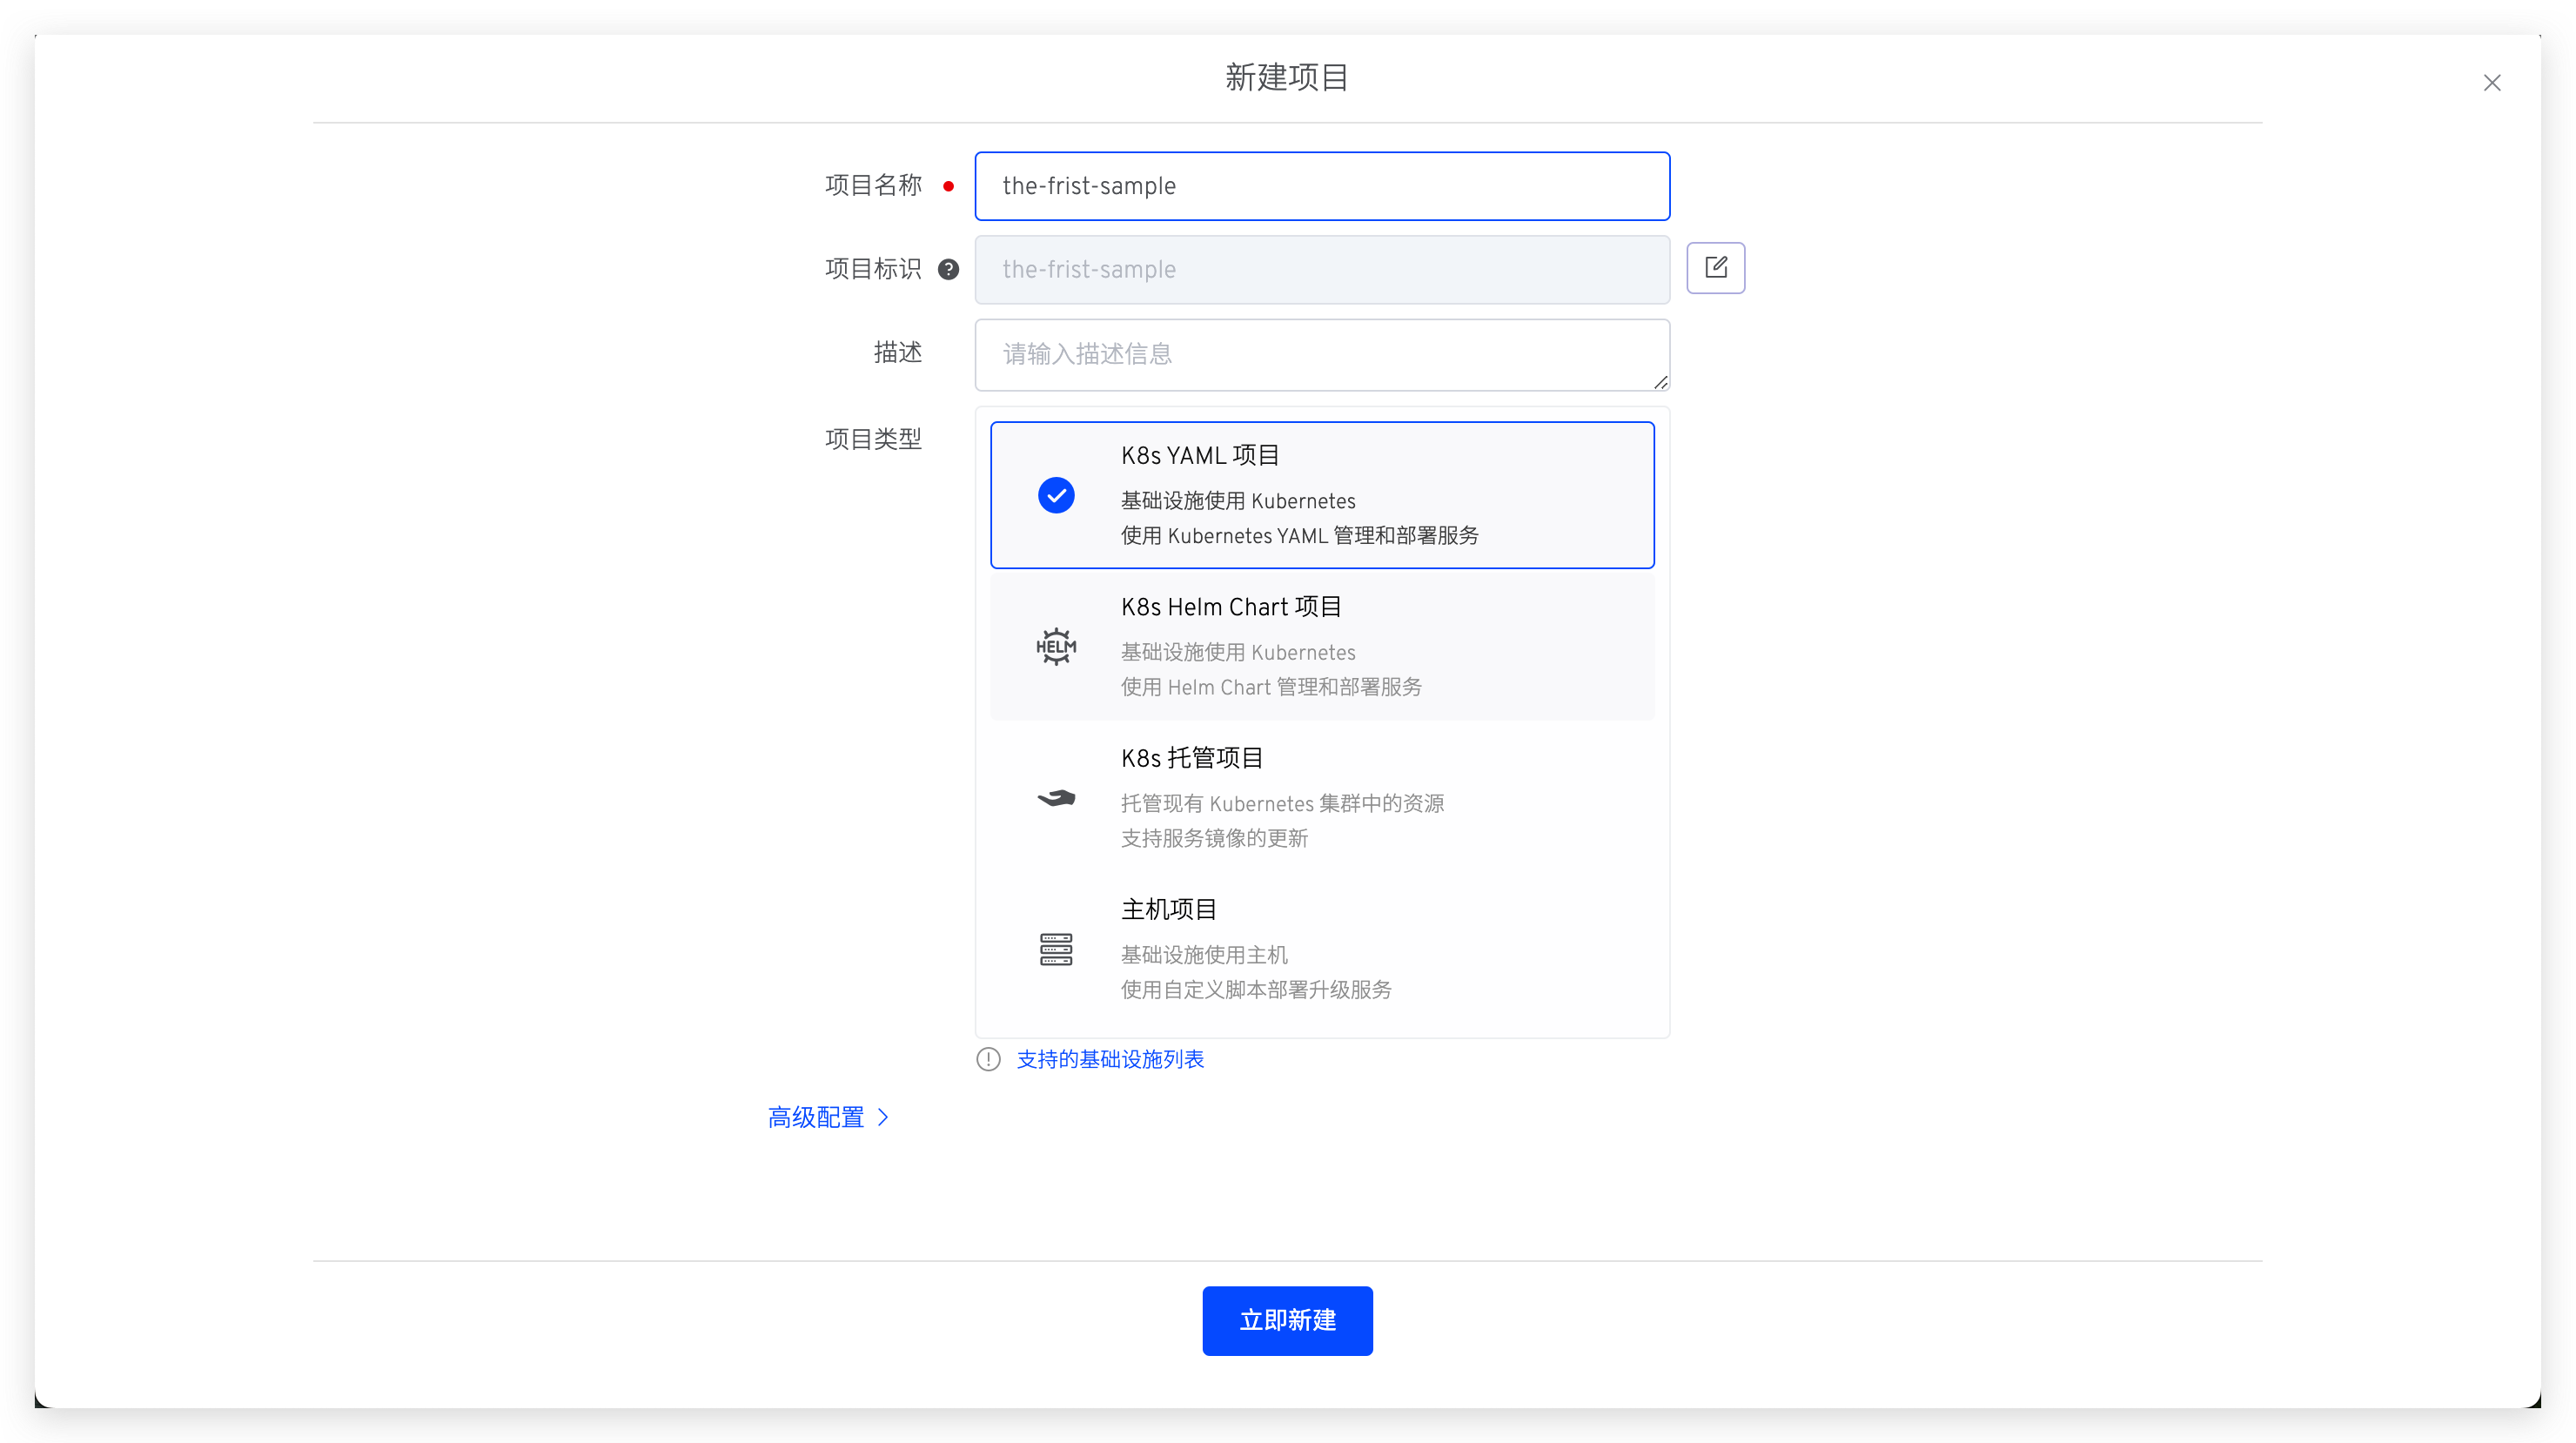 新建项目
项目名称
the-frist-sample
项目标识
the-frist-sample
描述
请输入描述信息
项目类型
K8s YAML 项目
基础设施使用 Kubernetes
使用 Kubernetes YAML 管理和部署服务
HELM
K8s Helm Chart 项目
基础设施使用 Kubernetes
使用 Helm Chart 管理和部署服务
K8s 托管项目
托管现有 Kubernetes 集群中的资源
支持服务镜像的更新
主机项目
基础设施使用主机
使用自定义脚本部署升级服务
支持的基础设施列表
高级配置
立即新建